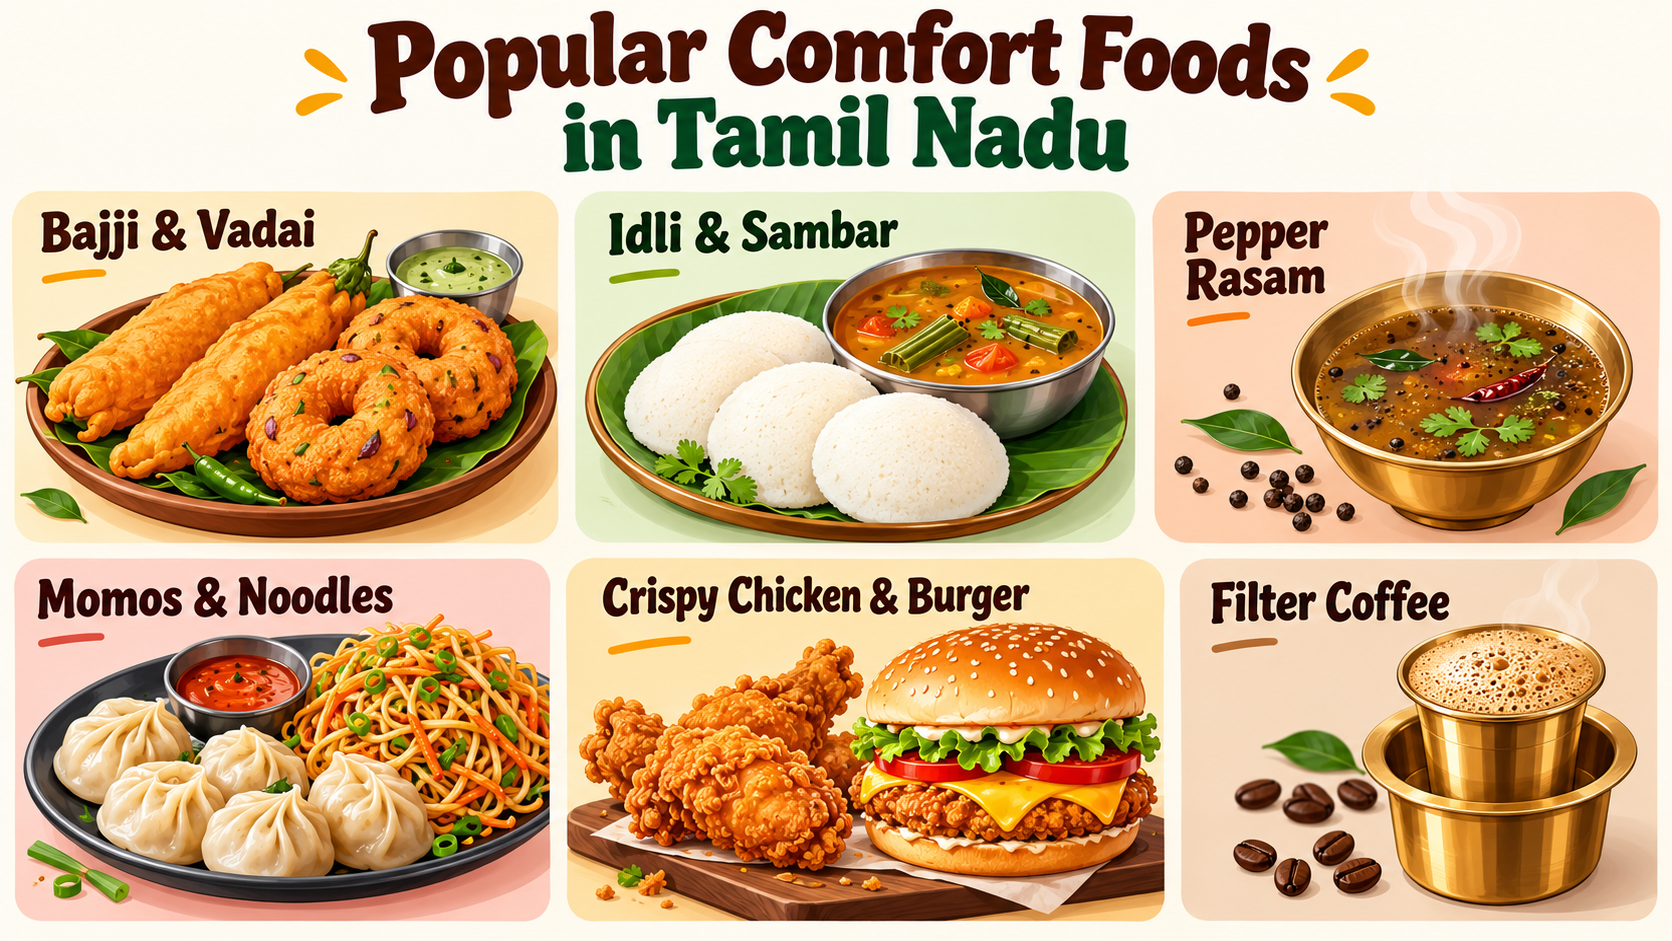 Popular Comfort Foods
in Tamil Nadu
Bajji & Vadai
Idli & Sambar
Pepper
Rasam
Momos & Noodles
Crispy Chicken & Burger
Filter Coffee